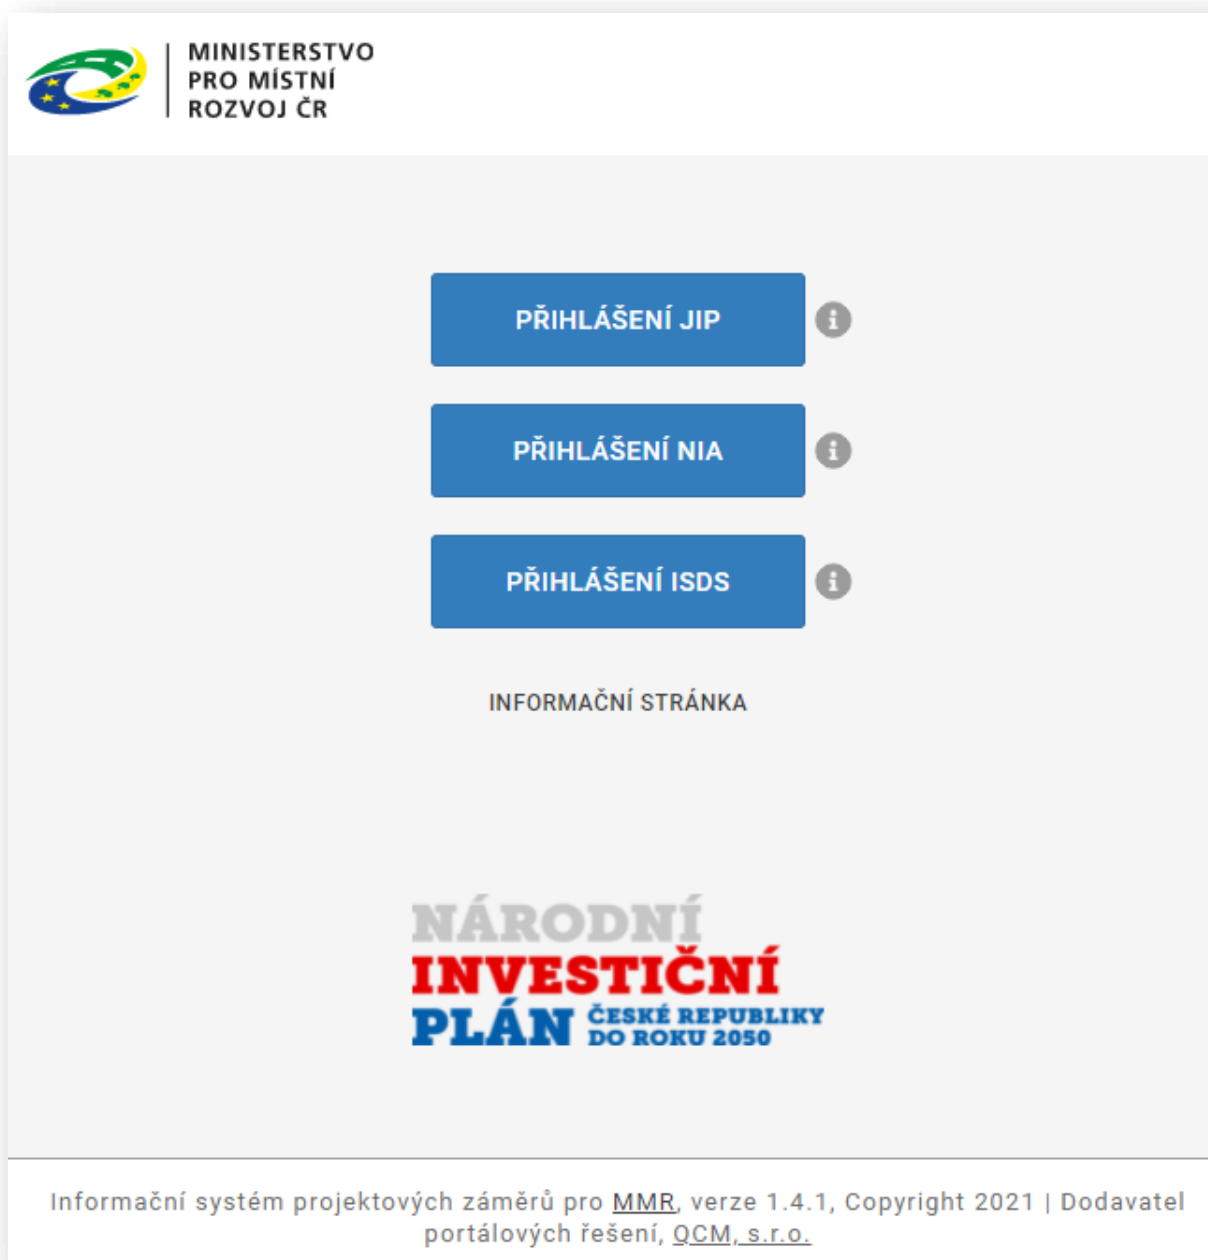 MINISTERSTVO
PRO MÍSTNÍ
ROZVOJ ČR
PŘIHLÁŠENÍ JIP
PŘIHLÁŠENÍ NIA
PŘIHLÁŠENÍ ISDS
INFORMAČNÍ STRÁNKA
NÁRODNÍ
INVESTIČNÍ
PLÁN ČESKÉ REPUBLIKY
DO ROKU 2050
Informační systém projektových záměrů pro MMR, verze 1.4.1, Copyright 2021 | Dodavatel
portálových řešení, QCM, s.r.o.